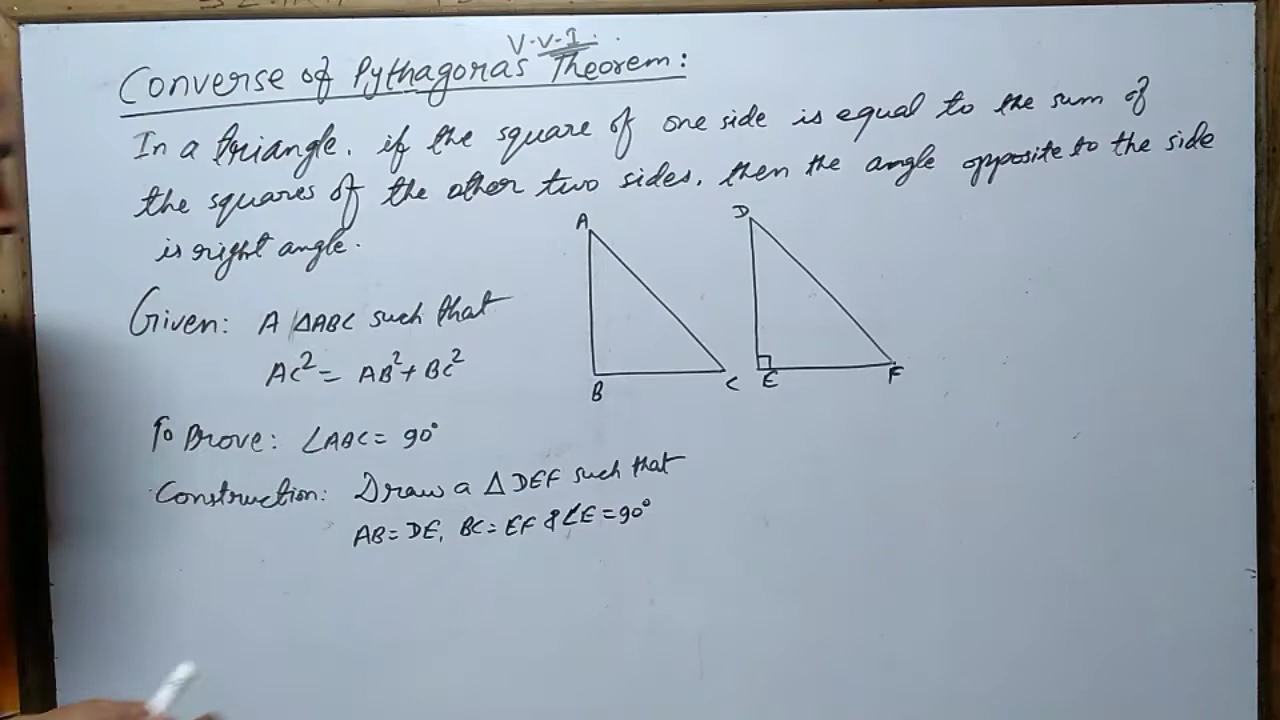 V.V.I.
Converse of Pythagoras Theorem:
In a triangle, if the square of one side is equal to the sum of
the squares of the other two sides, then the angle opposite to the side
is right angle.
A
D
Given: A ΔABC such that
AC² = AB² + BC²
B
C
E
F
To Prove: ∠ABC = 90°
Construction: Draw a Δ DEF such that
AB = DE, BC = EF & ∠E = 90°